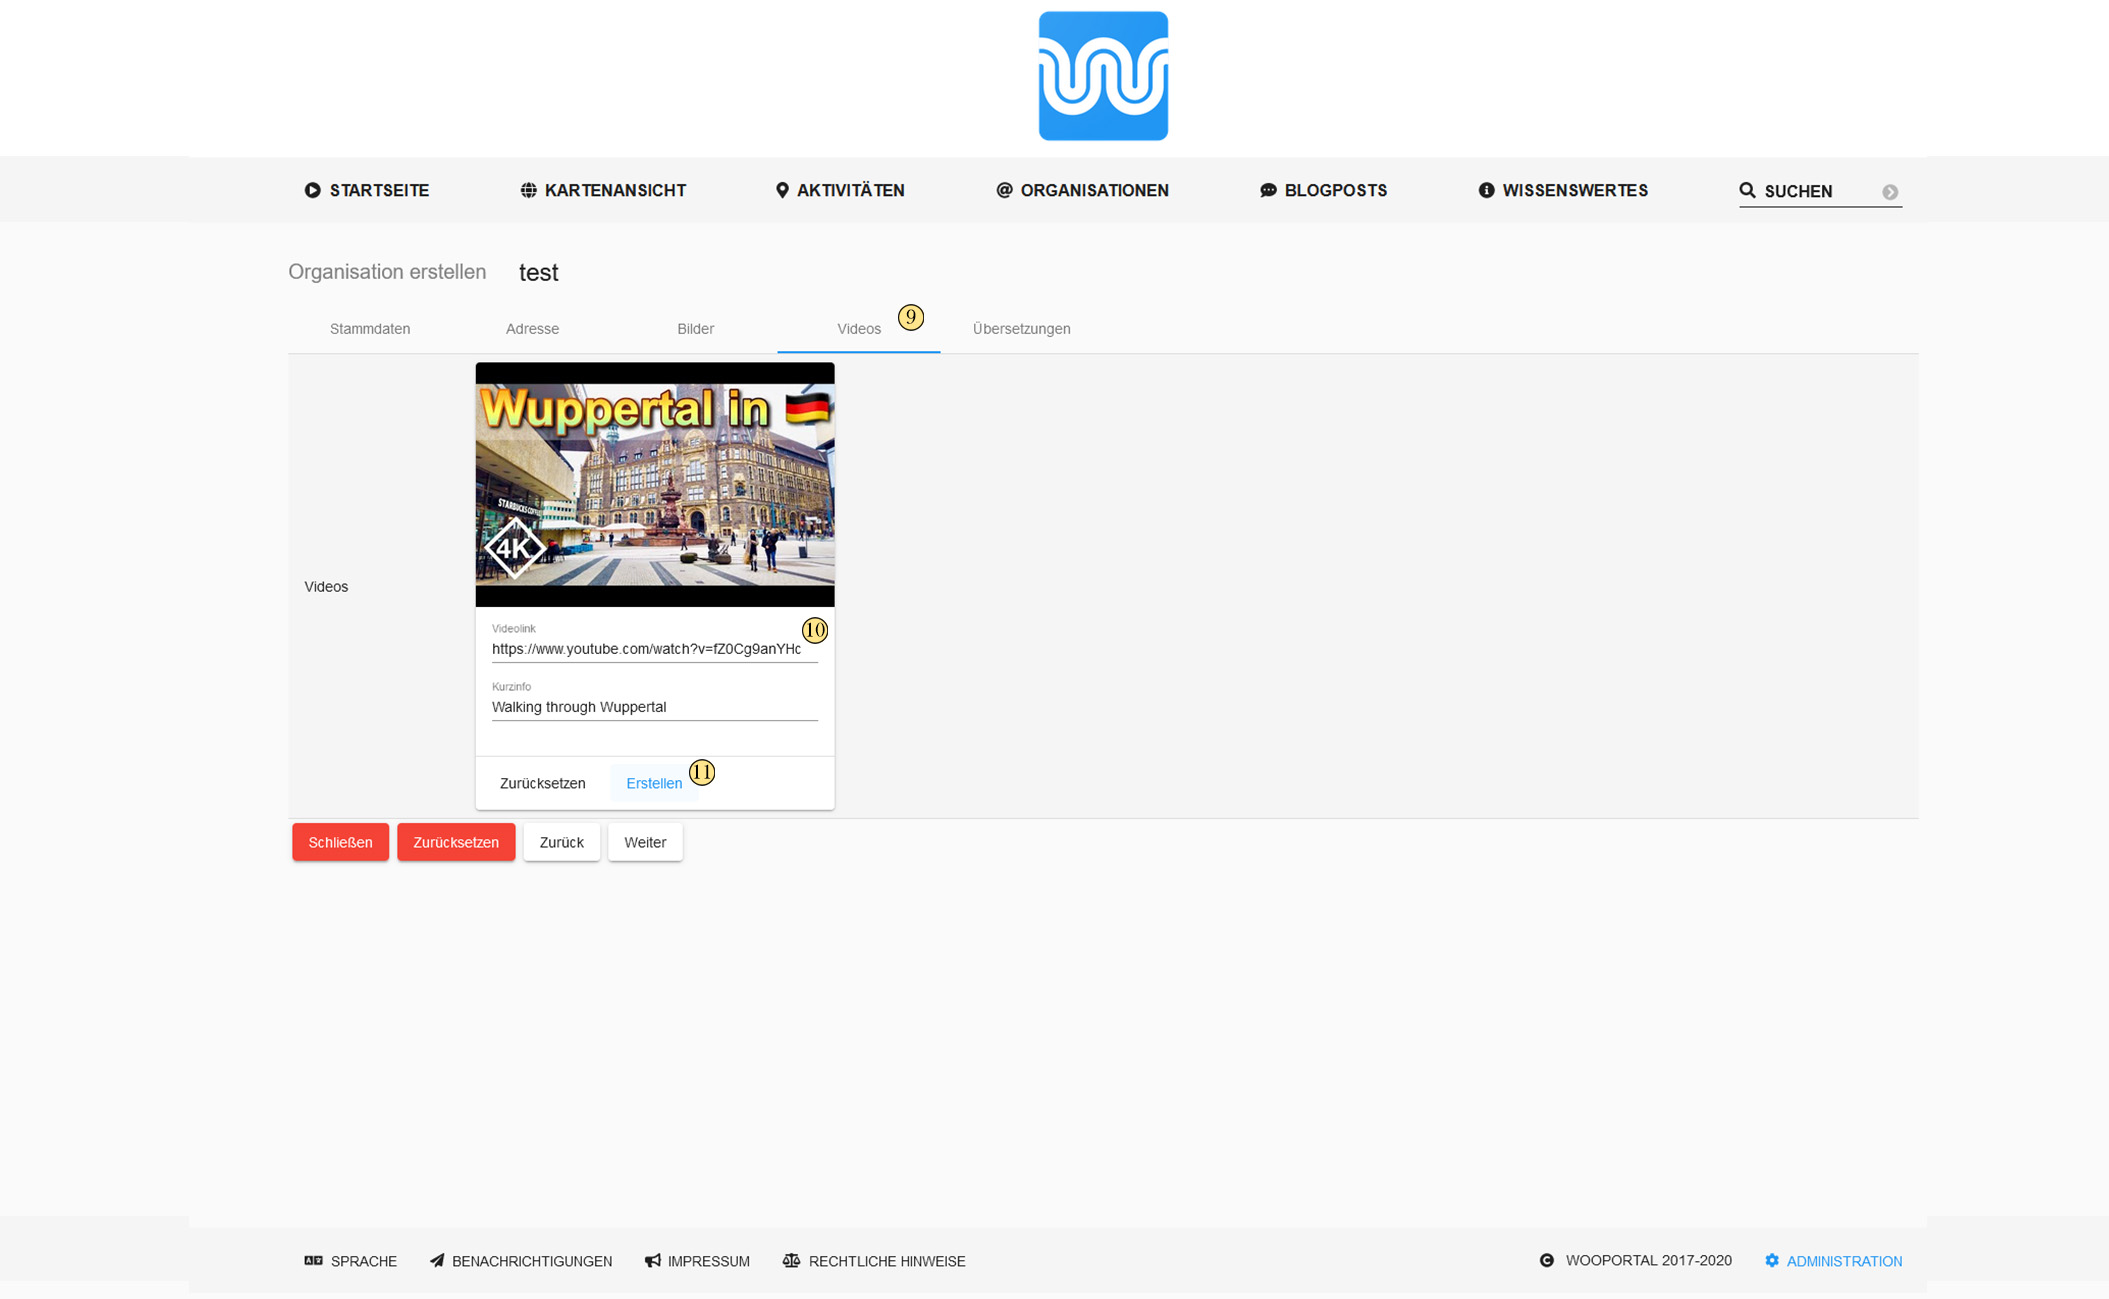 STARTSEITE KARTENANSICHT AKTIVITÄTEN ORGANISATIONEN BLOGPOSTS WISSENSWERTES SUCHEN
Organisation erstellen test
Stammdaten Adresse Bilder Videos 9 Übersetzungen
Wuppertal in
STARBUCKS COFFEE
4K
Videos
Videolink 10
https://www.youtube.com/watch?v=fZ0Cg9anYHc
Kurzinfo
Walking through Wuppertal
Zurücksetzen Erstellen 11
Schließen Zurücksetzen Zurück Weiter
SPRACHE BENACHRICHTIGUNGEN IMPRESSUM RECHTLICHE HINWEISE WOOPORTAL 2017-2020 ADMINISTRATION